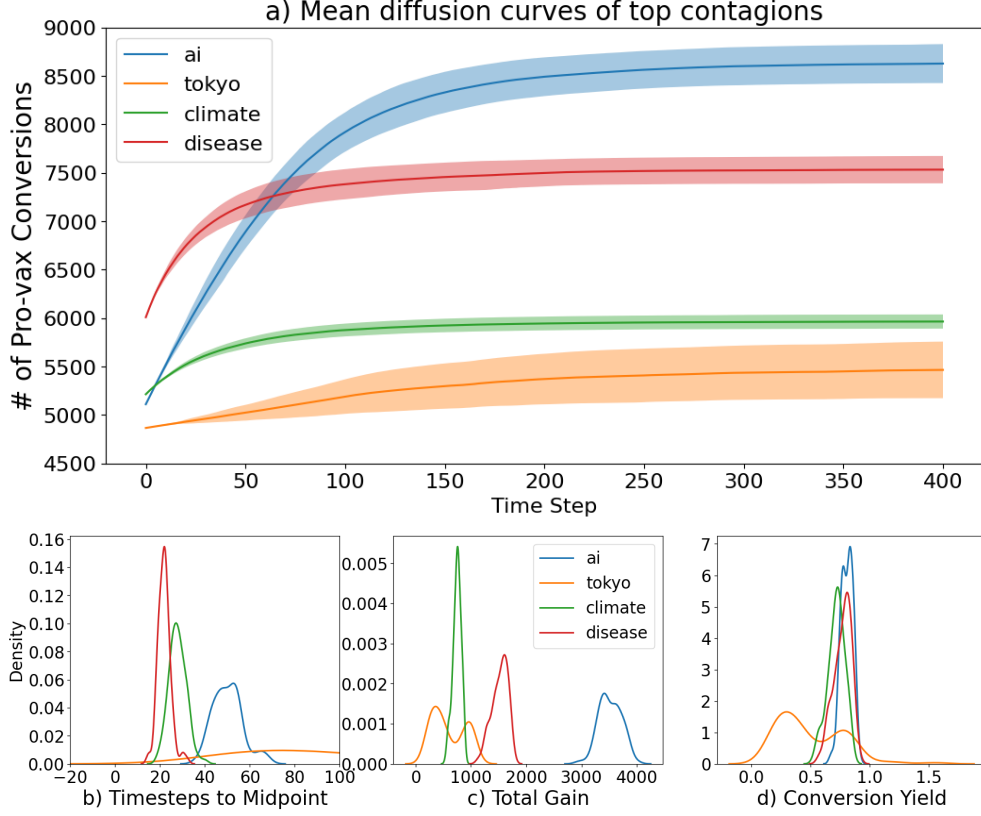 a) Mean diffusion curves of top contagions
# of Pro-vax Conversions
9000
8500
8000
7500
7000
6500
6000
5500
5000
4500
ai
tokyo
climate
disease
0 50 100 150 200 250 300 350 400
Time Step
Density
0.16
0.14
0.12
0.10
0.08
0.06
0.04
0.02
0.00
−20 0 20 40 60 80 100
b) Timesteps to Midpoint
0.005
0.004
0.003
0.002
0.001
0.000
ai
tokyo
climate
disease
0 1000 2000 3000 4000
c) Total Gain
7
6
5
4
3
2
1
0
0.0 0.5 1.0 1.5
d) Conversion Yield